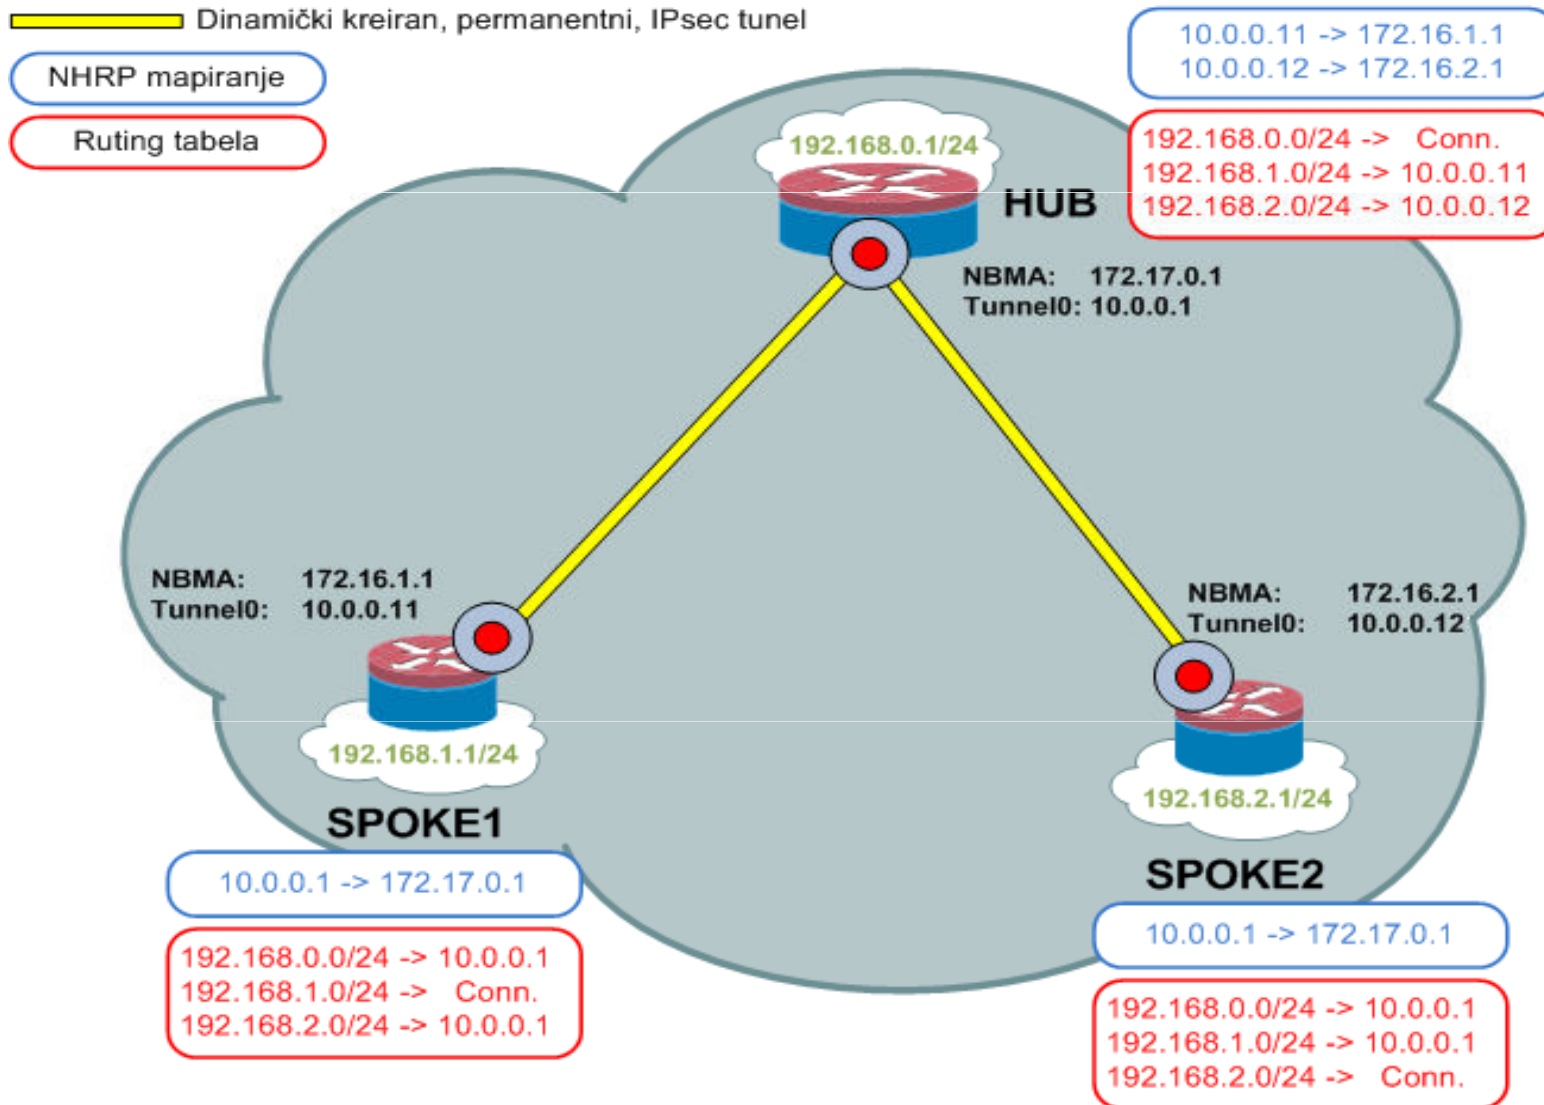 Dinamički kreiran, permanentni, IPsec tunel
NHRP mapiranje
Ruting tabela
10.0.0.11 -> 172.16.1.1
10.0.0.12 -> 172.16.2.1
192.168.0.0/24 -> Conn.
192.168.1.0/24 -> 10.0.0.11
192.168.2.0/24 -> 10.0.0.12
192.168.0.1/24
HUB
NBMA: 172.17.0.1
Tunnel0: 10.0.0.1
NBMA: 172.16.1.1
Tunnel0: 10.0.0.11
192.168.1.1/24
SPOKE1
10.0.0.1 -> 172.17.0.1
192.168.0.0/24 -> 10.0.0.1
192.168.1.0/24 -> Conn.
192.168.2.0/24 -> 10.0.0.1
NBMA: 172.16.2.1
Tunnel0: 10.0.0.12
192.168.2.1/24
SPOKE2
10.0.0.1 -> 172.17.0.1
192.168.0.0/24 -> 10.0.0.1
192.168.1.0/24 -> 10.0.0.1
192.168.2.0/24 -> Conn.